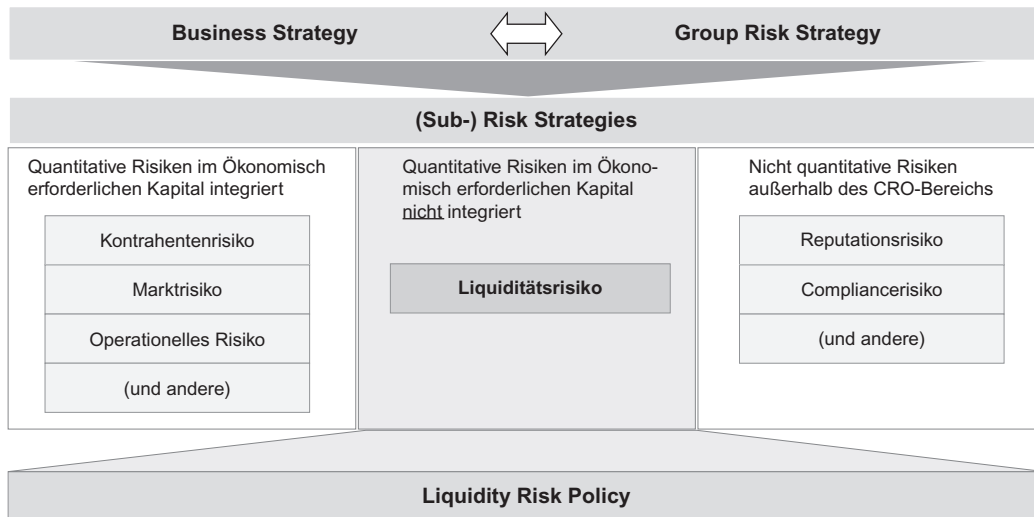 Business Strategy
Group Risk Strategy
(Sub-) Risk Strategies
Quantitative Risiken im Ökonomisch
erforderlichen Kapital integriert
Kontrahentenrisiko
Marktrisiko
Operationelles Risiko
(und andere)
Quantitative Risiken im Ökono-
misch erforderlichen Kapital
nicht integriert
Liquiditätsrisiko
Nicht quantitative Risiken
außerhalb des CRO-Bereichs
Reputationsrisiko
Compliancerisiko
(und andere)
Liquidity Risk Policy